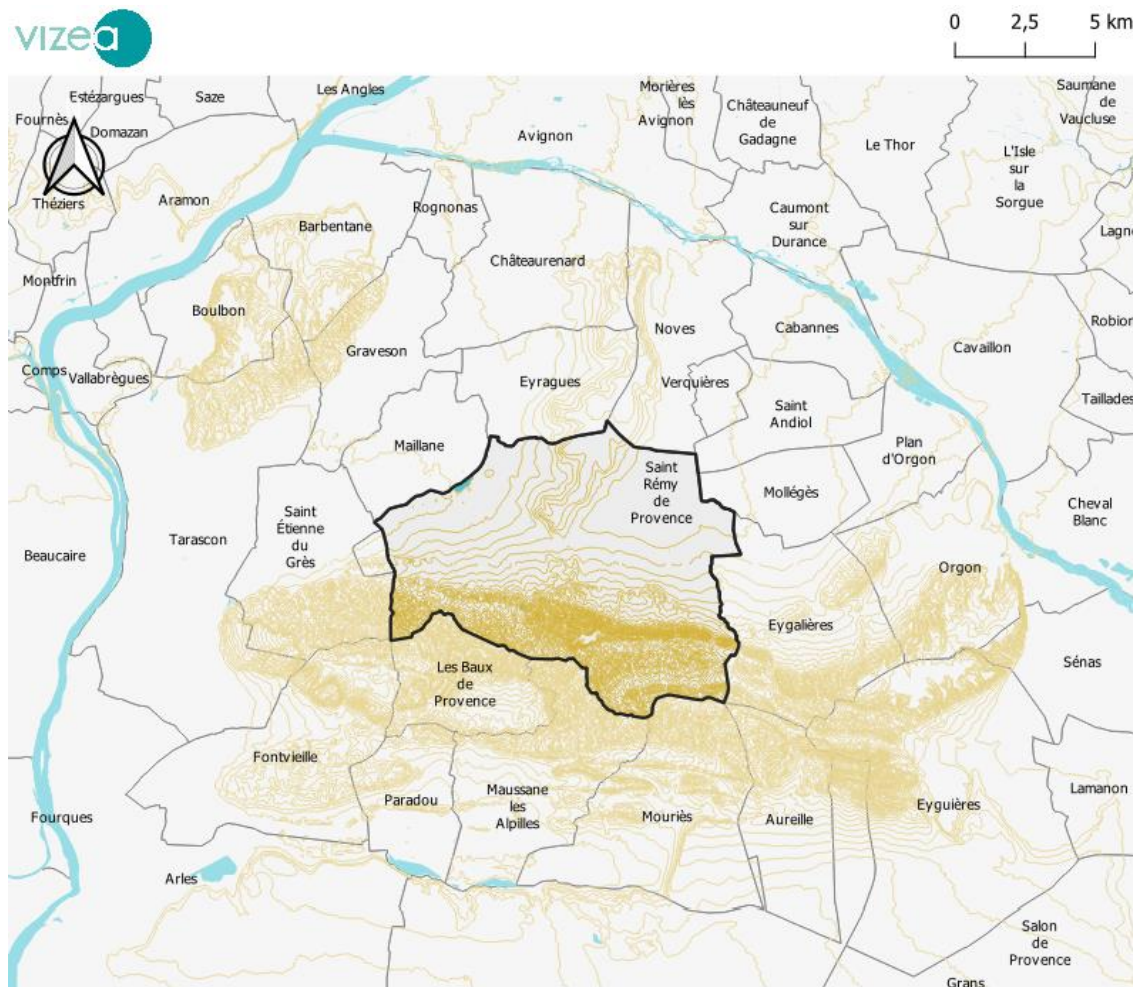 vizea
0 2,5 5 km
Les Angles
Estézargues
Saze
Fournès
Domazan
Avignon
Morières
lès
Avignon
Châteauneuf
de
Gadagne
Le Thor
Saumane
de
Vaucluse
L'Isle
sur
la
Sorgue
Théziers
Aramon
Rognonas
Barbentane
Caumont
sur
Durance
Lagne
Montfrin
Châteaurenard
Boulbon
Noves
Cabannes
Robion
Graveson
Cavaillon
Comps
Vallabrègues
Eyragues
Verquières
Taillades
Saint
Andiol
Maillane
Plan
d'Orgon
Saint
Rémy
de
Provence
Mollégès
Cheval
Blanc
Saint
Étienne
du
Grès
Tarascon
Beaucaire
Orgon
Eygalières
Sénas
Les Baux
de
Provence
Fontvieille
Paradou
Maussane
les
Alpilles
Mouriès
Aureille
Eyguières
Lamanon
Fourques
Arles
Salon
de
Provence
Grans